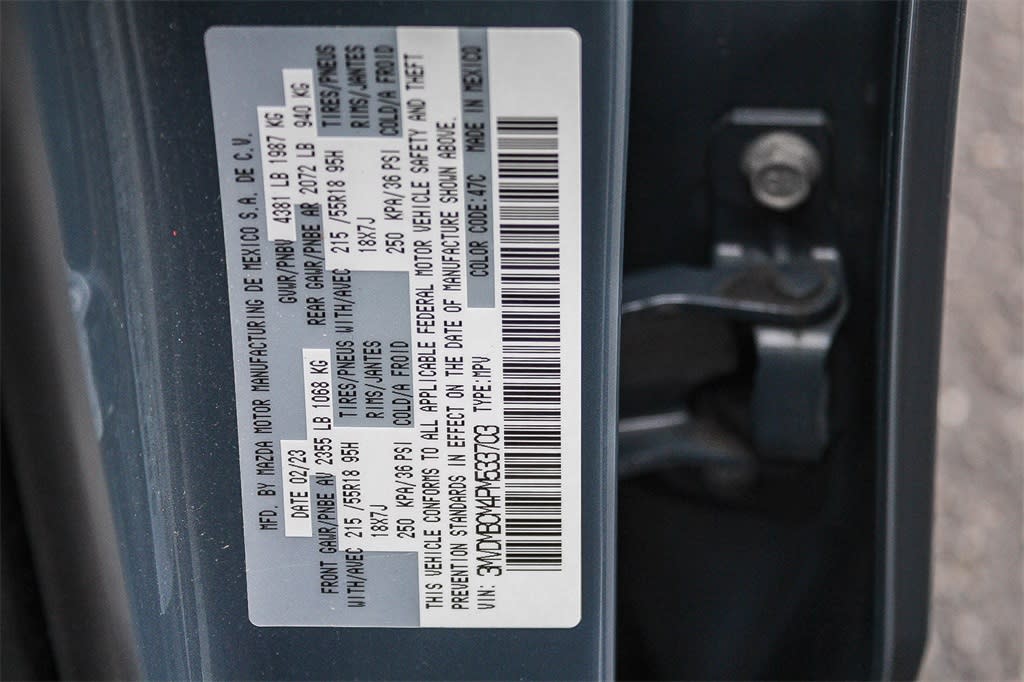 MFD. BY MAZDA MOTOR MANUFACTURING DE MEXICO S.A. DE C.V.
DATE 02/23 GVWR/PNBV 4381 LB 1987 KG
FRONT GAWR/PNBE AV 2355 LB 1068 KG REAR GAWR/PNBE AR 2072 LB 940 KG
WITH/AVEC 215 /55R18 95H TIRES/PNEUS WITH/AVEC 215 /55R18 95H TIRES/PNEUS
18X7J RIMS/JANTES 18X7J RIMS/JANTES
250 KPA/36 PSI COLD/A FROID 250 KPA/36 PSI COLD/A FROID
THIS VEHICLE CONFORMS TO ALL APPLICABLE FEDERAL MOTOR VEHICLE SAFETY AND THEFT
PREVENTION STANDARDS IN EFFECT ON THE DATE OF MANUFACTURE SHOWN ABOVE.
VIN: 3MVDMBCM4PM533703 TYPE:MPV COLOR CODE:47C MADE IN MEXICO